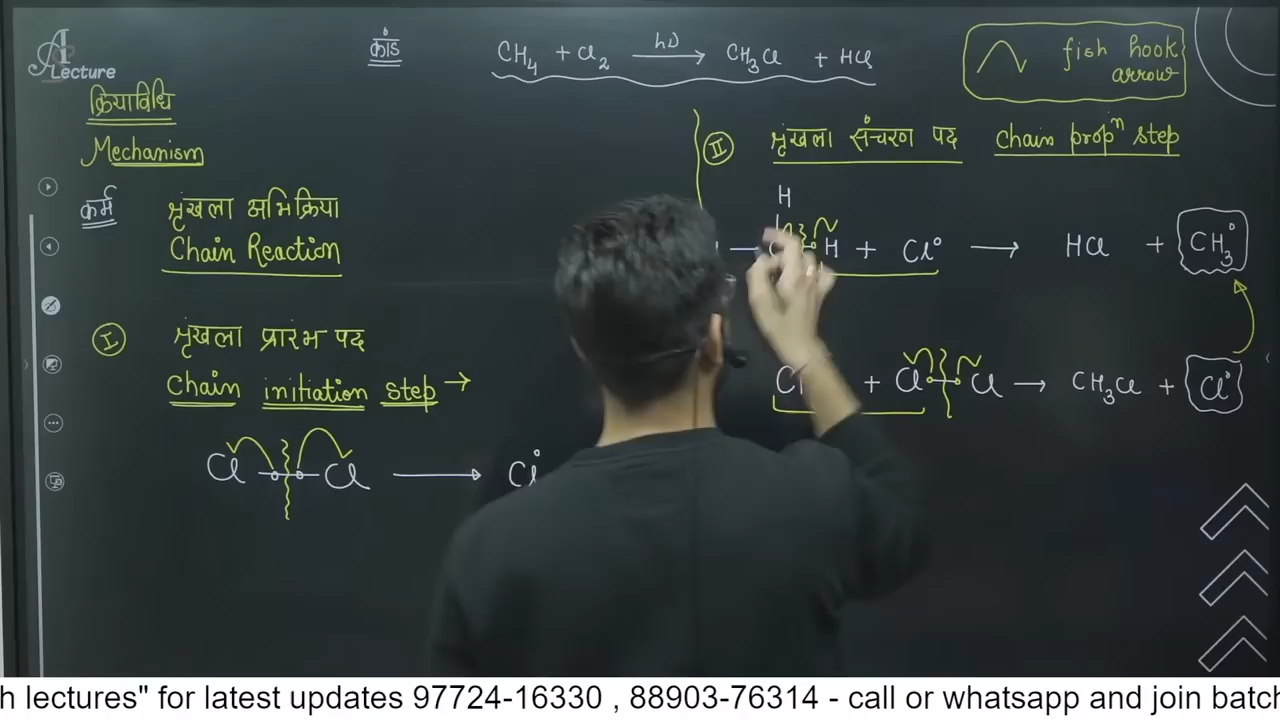 A
Lecture
काण्ड
CH₄ + Cl₂ hν → CH₃Cl + HCl
fish hook
arrow
क्रियाविधि
Mechanism
कर्म
श्रृंखला अभिक्रिया
Chain Reaction
I श्रृंखला प्रारंभ पद
Chain initiation step →
Cl — Cl → Cl°
II श्रृंखला संचरण पद Chain propⁿ step
H
H + Cl° → HCl + CH₃°
+ Cl — Cl → CH₃Cl + Cl°
h lectures" for latest updates 97724-16330 , 88903-76314 - call or whatsapp and join batch